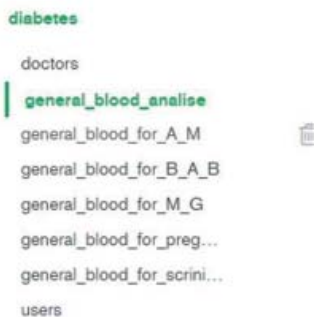 diabetes
doctors
general_blood_analise
general_blood_for_A_M
general_blood_for_B_A_B
general_blood_for_M_G
general_blood_for_preg...
general_blood_for_scrini...
users